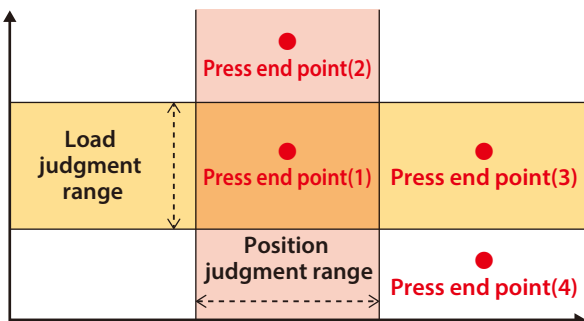 Press end point(2)
Load
judgment
range
Press end point(1)
Press end point(3)
Position
judgment range
Press end point(4)